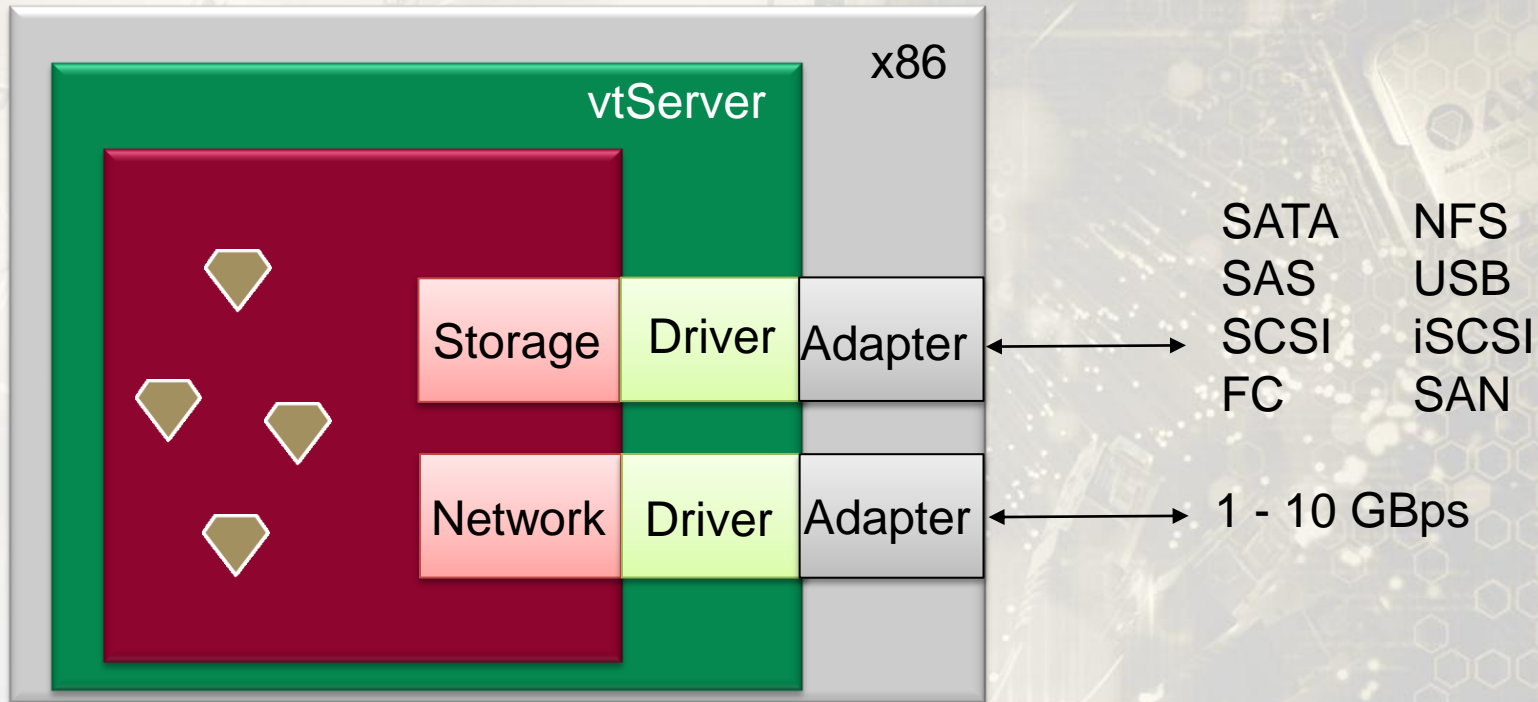 x86
vtServer
Storage Driver Adapter
SATA NFS
SAS USB
SCSI iSCSI
FC SAN
Network Driver Adapter
1 - 10 GBps